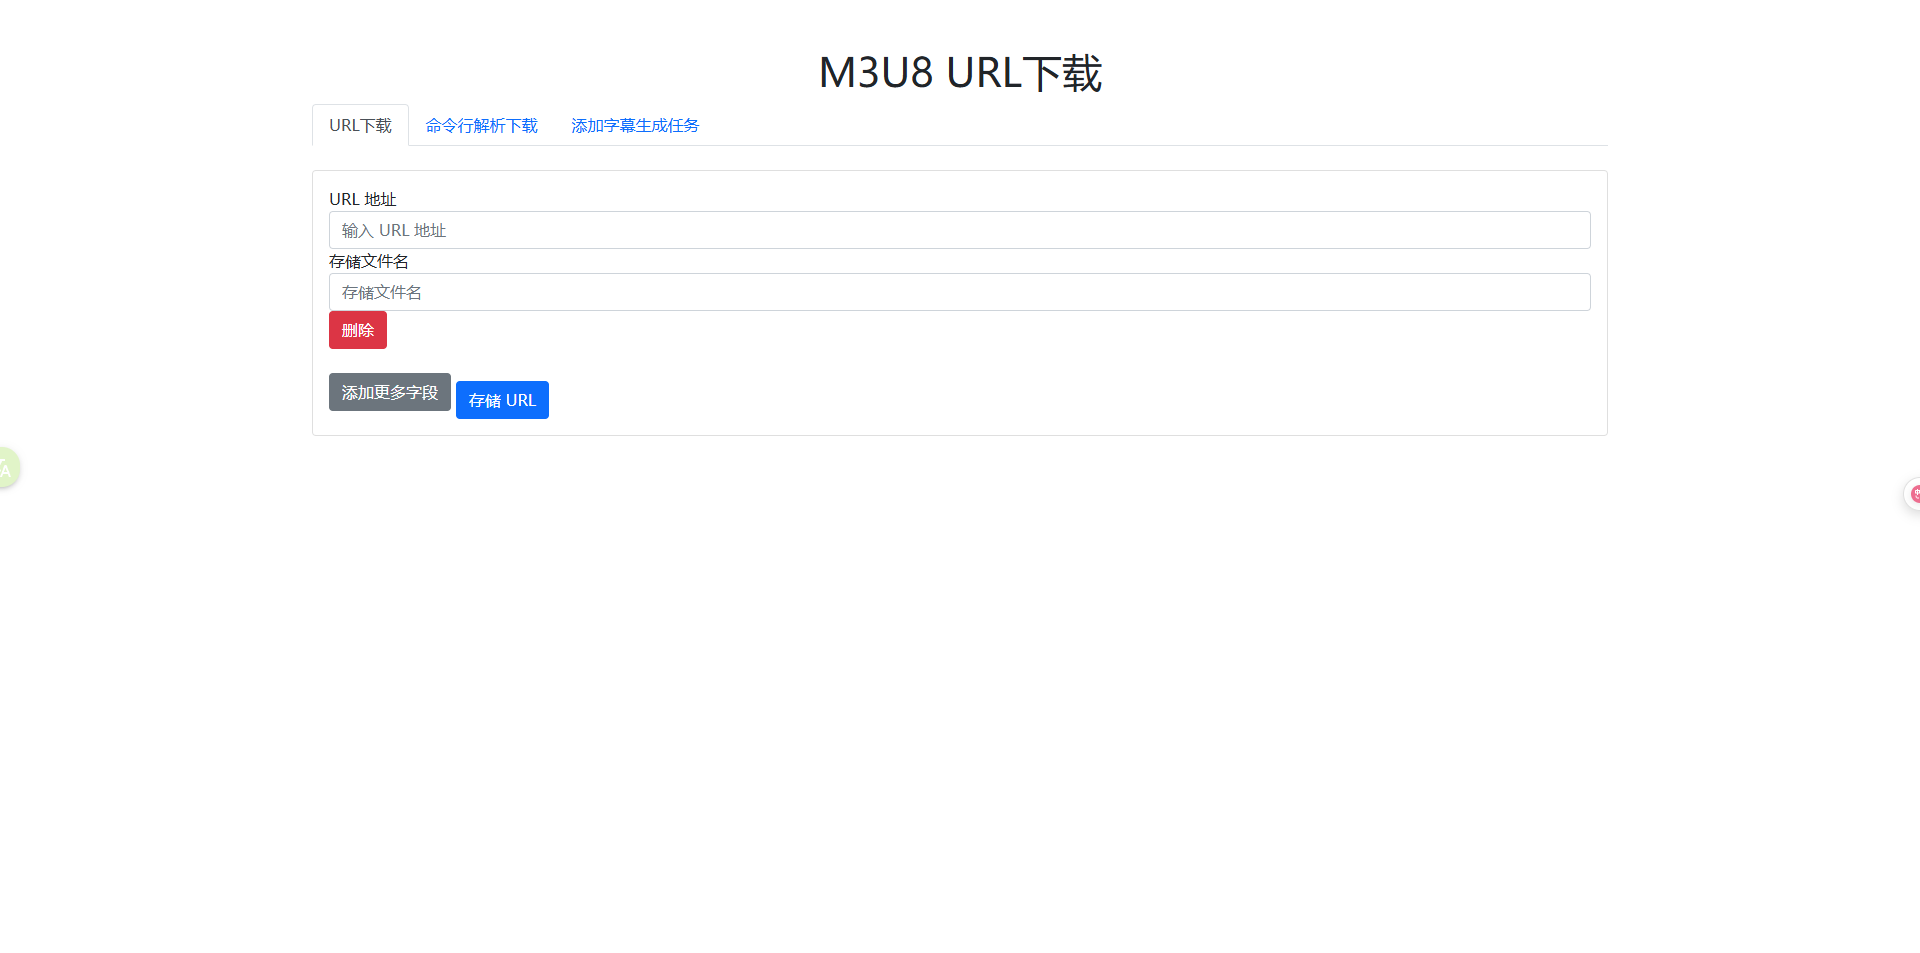 M3U8 URL下载
URL下载 命令行解析下载 添加字幕生成任务
URL 地址
输入 URL 地址
存储文件名
存储文件名
删除
添加更多字段 存储 URL